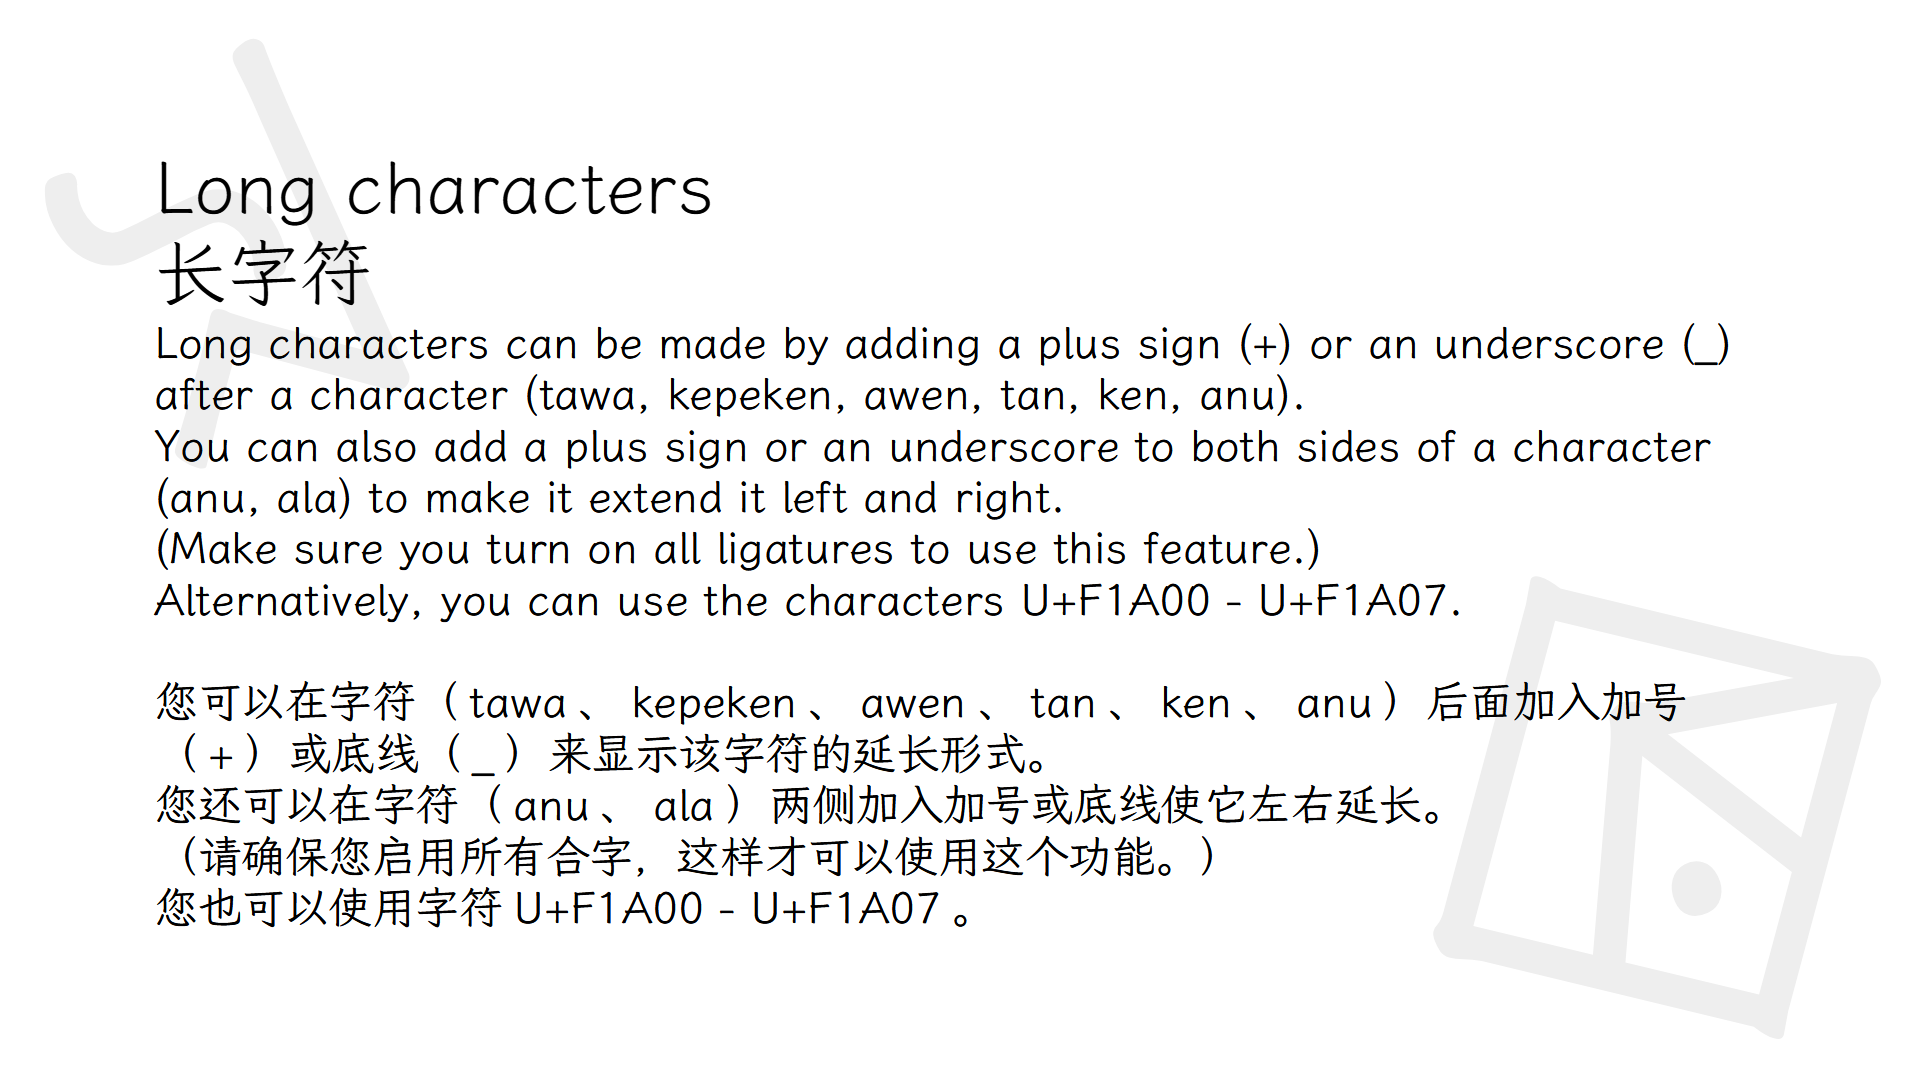 Long characters
长字符
Long characters can be made by adding a plus sign (+) or an underscore (_)
after a character (tawa, kepeken, awen, tan, ken, anu).
You can also add a plus sign or an underscore to both sides of a character
(anu, ala) to make it extend it left and right.
(Make sure you turn on all ligatures to use this feature.)
Alternatively, you can use the characters U+F1A00 - U+F1A07.
您可以在字符（tawa、kepeken、awen、tan、ken、anu）后面加入加号
（+）或底线（_）来显示该字符的延长形式。
您还可以在字符（anu、ala）两侧加入加号或底线使它左右延长。
（请确保您启用所有合字，这样才可以使用这个功能。）
您也可以使用字符U+F1A00 - U+F1A07。